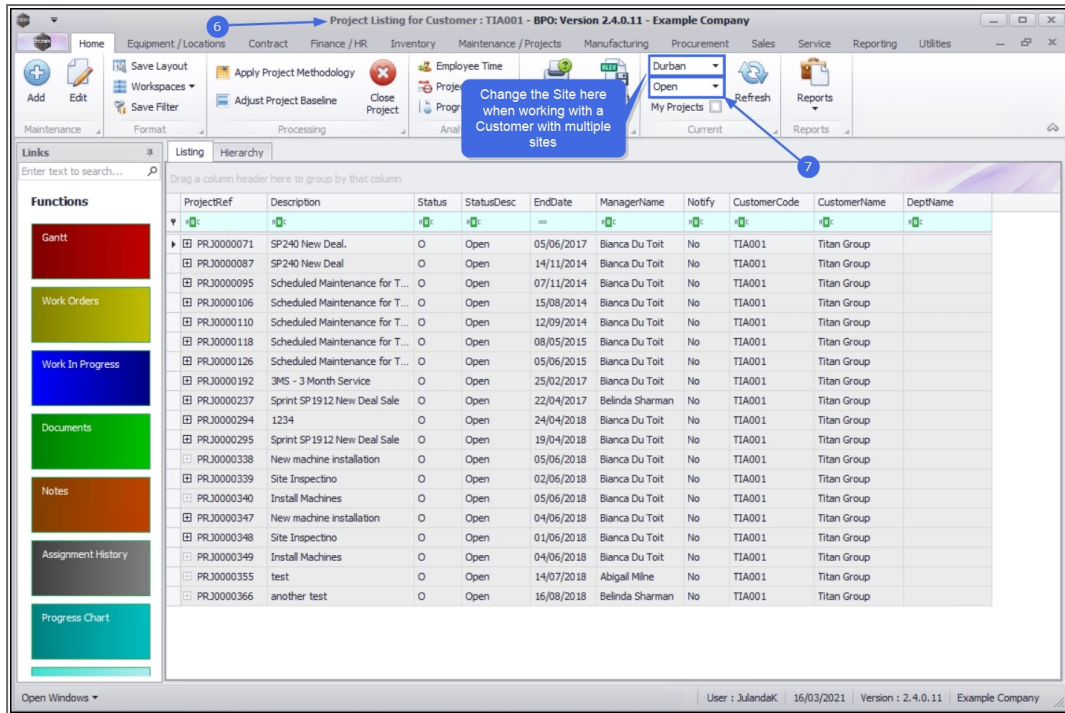 6
Project Listing for Customer : TIA001 - BPO: Version 2.4.0.11 - Example Company
Home Equipment / Locations Contract Finance / HR Inventory Maintenance / Projects Manufacturing Procurement Sales Service Reporting Utilities
Add
Edit
Maintenance
Save Layout
Workspaces
Save Filter
Format
Apply Project Methodology
Adjust Project Baseline
Close Project
Processing
Employee Time
Change the Site here
when working with a
Customer with multiple
sites
Durban
Open
My Projects
Refresh
Current
Reports
Reports
7
Links
Enter text to search...
Listing Hierarchy
Drag a column header here to group by that column
Functions
Gantt
Work Orders
Work In Progress
Documents
Notes
Assignment History
Progress Chart
ProjectRef Description Status StatusDesc EndDate ManagerName Notify CustomerCode CustomerName DeptName
PRJ0000071 SP240 New Deal. O Open 05/06/2017 Bianca Du Toit No TIA001 Titan Group
PRJ0000087 SP240 New Deal O Open 14/11/2014 Bianca Du Toit No TIA001 Titan Group
PRJ0000095 Scheduled Maintenance for T... O Open 07/11/2014 Bianca Du Toit No TIA001 Titan Group
PRJ0000106 Scheduled Maintenance for T... O Open 15/08/2014 Bianca Du Toit No TIA001 Titan Group
PRJ0000110 Scheduled Maintenance for T... O Open 12/09/2014 Bianca Du Toit No TIA001 Titan Group
PRJ0000118 Scheduled Maintenance for T... O Open 08/05/2015 Bianca Du Toit No TIA001 Titan Group
PRJ0000126 Scheduled Maintenance for T... O Open 05/06/2015 Bianca Du Toit No TIA001 Titan Group
PRJ0000192 3MS - 3 Month Service O Open 25/02/2017 Bianca Du Toit No TIA001 Titan Group
PRJ0000237 Sprint SP1912 New Deal Sale O Open 22/04/2017 Belinda Sharman No TIA001 Titan Group
PRJ0000294 1234 O Open 24/04/2018 Bianca Du Toit No TIA001 Titan Group
PRJ0000295 Sprint SP1912 New Deal Sale O Open 19/04/2018 Bianca Du Toit No TIA001 Titan Group
PRJ0000338 New machine installation O Open 05/06/2018 Bianca Du Toit No TIA001 Titan Group
PRJ0000339 Site Inspectino O Open 02/06/2018 Bianca Du Toit No TIA001 Titan Group
PRJ0000340 Install Machines O Open 05/06/2018 Bianca Du Toit No TIA001 Titan Group
PRJ0000347 New machine installation O Open 04/06/2018 Bianca Du Toit No TIA001 Titan Group
PRJ0000348 Site Inspectino O Open 01/06/2018 Bianca Du Toit No TIA001 Titan Group
PRJ0000349 Install Machines O Open 04/06/2018 Bianca Du Toit No TIA001 Titan Group
PRJ0000355 test O Open 14/07/2018 Abigail Milne No TIA001 Titan Group
PRJ0000366 another test O Open 16/08/2018 Belinda Sharman No TIA001 Titan Group
Open Windows
User : JulandaK 16/03/2021 Version : 2.4.0.11 Example Company